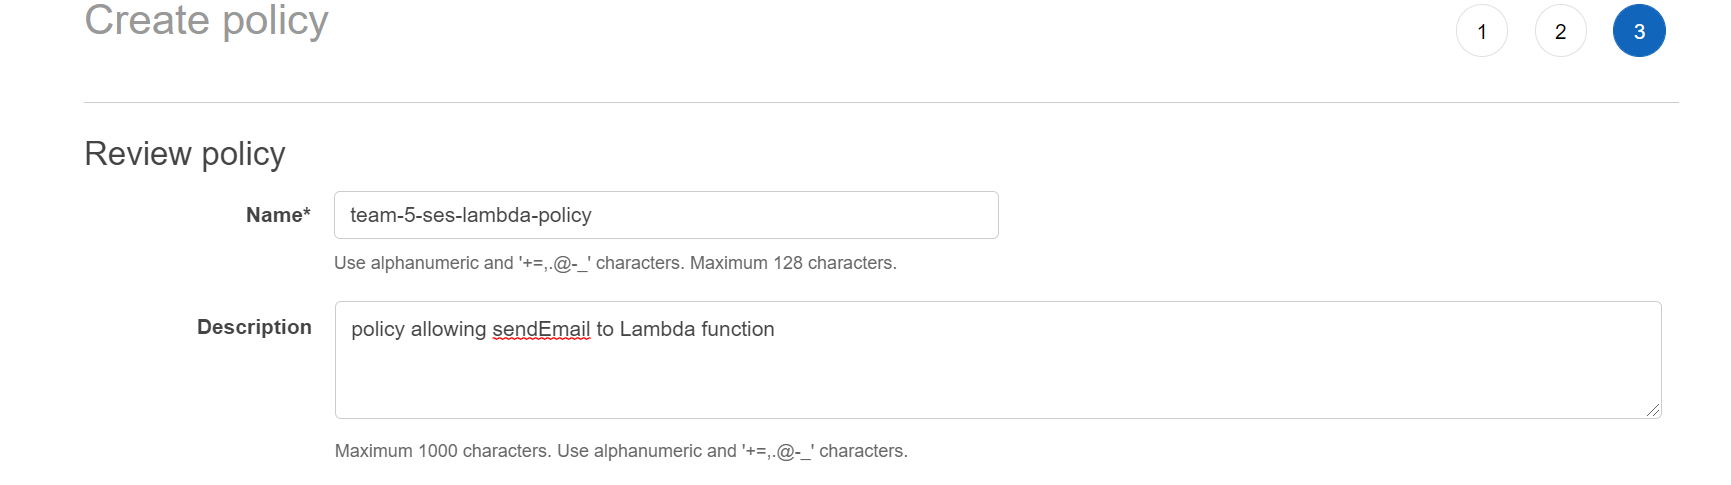 Create policy
1 2 3
Review policy
Name* team-5-ses-lambda-policy
Use alphanumeric and '+=,.@-_' characters. Maximum 128 characters.
Description policy allowing sendEmail to Lambda function
Maximum 1000 characters. Use alphanumeric and '+=,.@-_' characters.